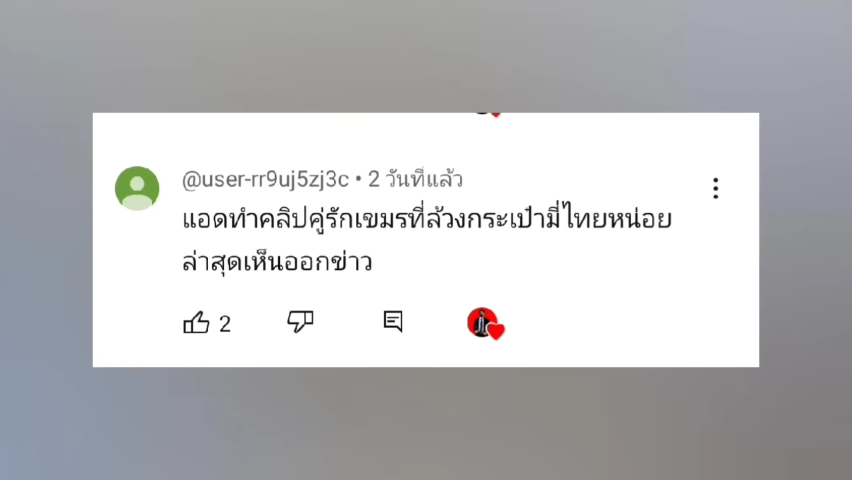 @user-rr9uj5zj3c • 2 วันที่แล้ว
แอดทำคลิปคู่รักเขมรที่ล้วงกระเป๋ามี่ไทยหน่อย
ล่าสุดเห็นออกข่าว
2